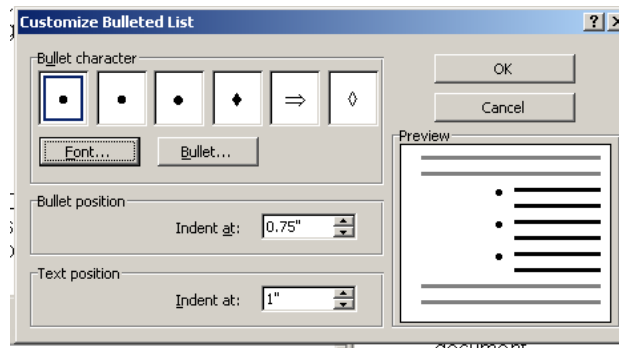 Customize Bulleted List
Bullet character
Font...
Bullet...
OK
Cancel
Preview
Bullet position
Indent at: 0.75"
Text position
Indent at: 1"
document